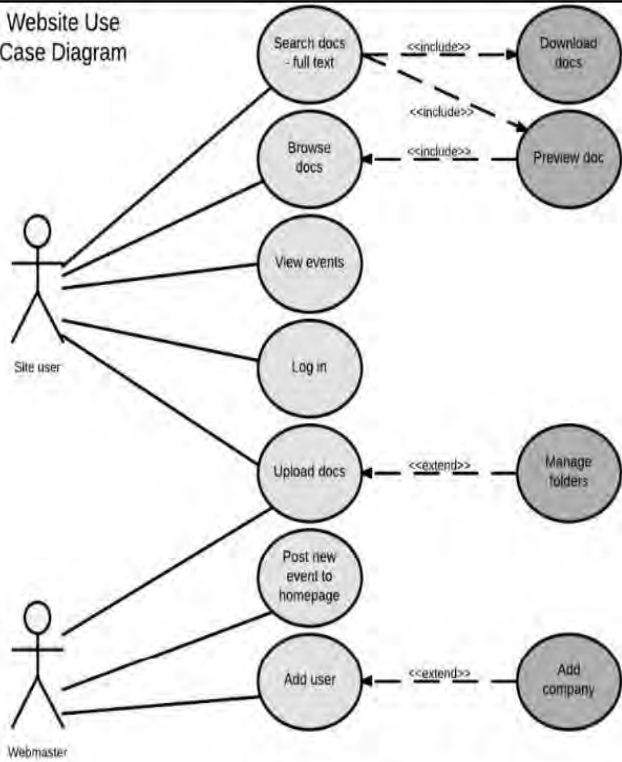 Website Use
Case Diagram
Search docs
- full text
<<include>>
Download
docs
<<include>>
Browse
docs
<<include>>
Preview doc
View events
Site user
Log in
Upload docs
<<extend>>
Manage
folders
Post new
event to
homepage
Add user
<<extend>>
Add
company
Webmaster